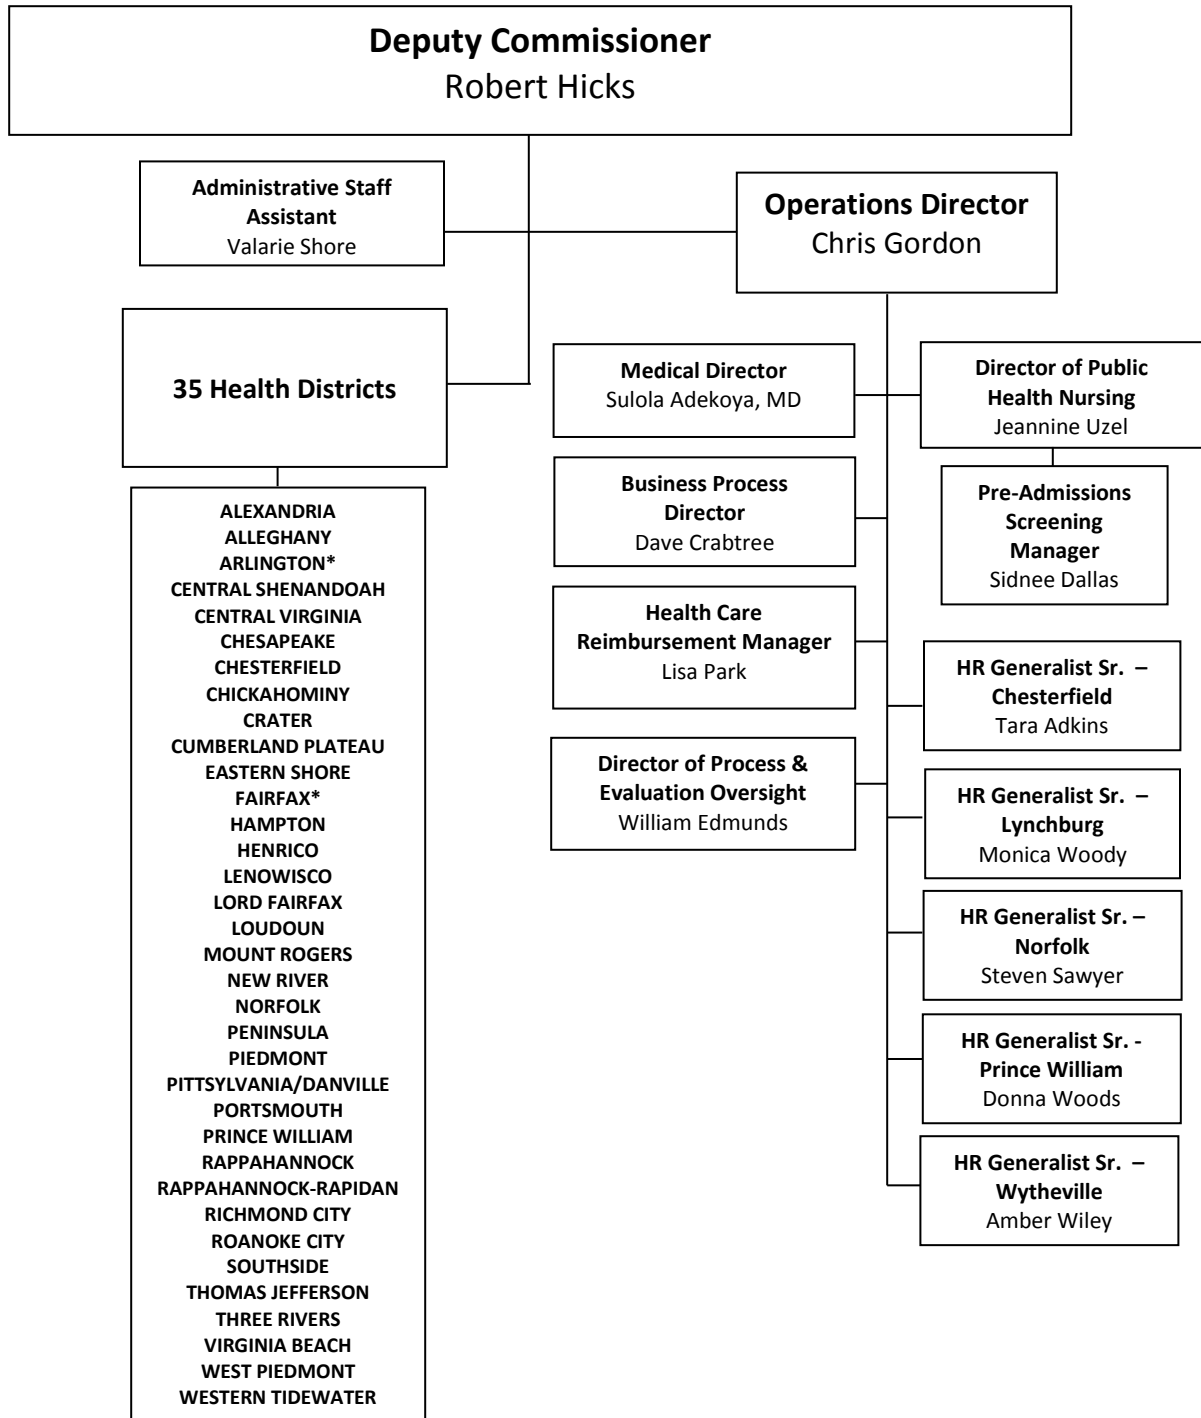 Deputy Commissioner
Robert Hicks
Administrative Staff
Assistant
Valarie Shore
Operations Director
Chris Gordon
35 Health Districts
ALEXANDRIA
ALLEGHANY
ARLINGTON*
CENTRAL SHENANDOAH
CENTRAL VIRGINIA
CHESAPEAKE
CHESTERFIELD
CHICKAHOMINY
CRATER
CUMBERLAND PLATEAU
EASTERN SHORE
FAIRFAX*
HAMPTON
HENRICO
LENOWISCO
LORD FAIRFAX
LOUDOUN
MOUNT ROGERS
NEW RIVER
NORFOLK
PENINSULA
PIEDMONT
PITTSYLVANIA/DANVILLE
PORTSMOUTH
PRINCE WILLIAM
RAPPAHANNOCK
RAPPAHANNOCK-RAPIDAN
RICHMOND CITY
ROANOKE CITY
SOUTHSIDE
THOMAS JEFFERSON
THREE RIVERS
VIRGINIA BEACH
WEST PIEDMONT
WESTERN TIDEWATER
Medical Director
Sulola Adekoya, MD
Business Process
Director
Dave Crabtree
Health Care
Reimbursement Manager
Lisa Park
Director of Process &
Evaluation Oversight
William Edmunds
Director of Public
Health Nursing
Jeannine Uzel
Pre-Admissions
Screening
Manager
Sidnee Dallas
HR Generalist Sr. –
Chesterfield
Tara Adkins
HR Generalist Sr. –
Lynchburg
Monica Woody
HR Generalist Sr. –
Norfolk
Steven Sawyer
HR Generalist Sr. -
Prince William
Donna Woods
HR Generalist Sr. –
Wytheville
Amber Wiley